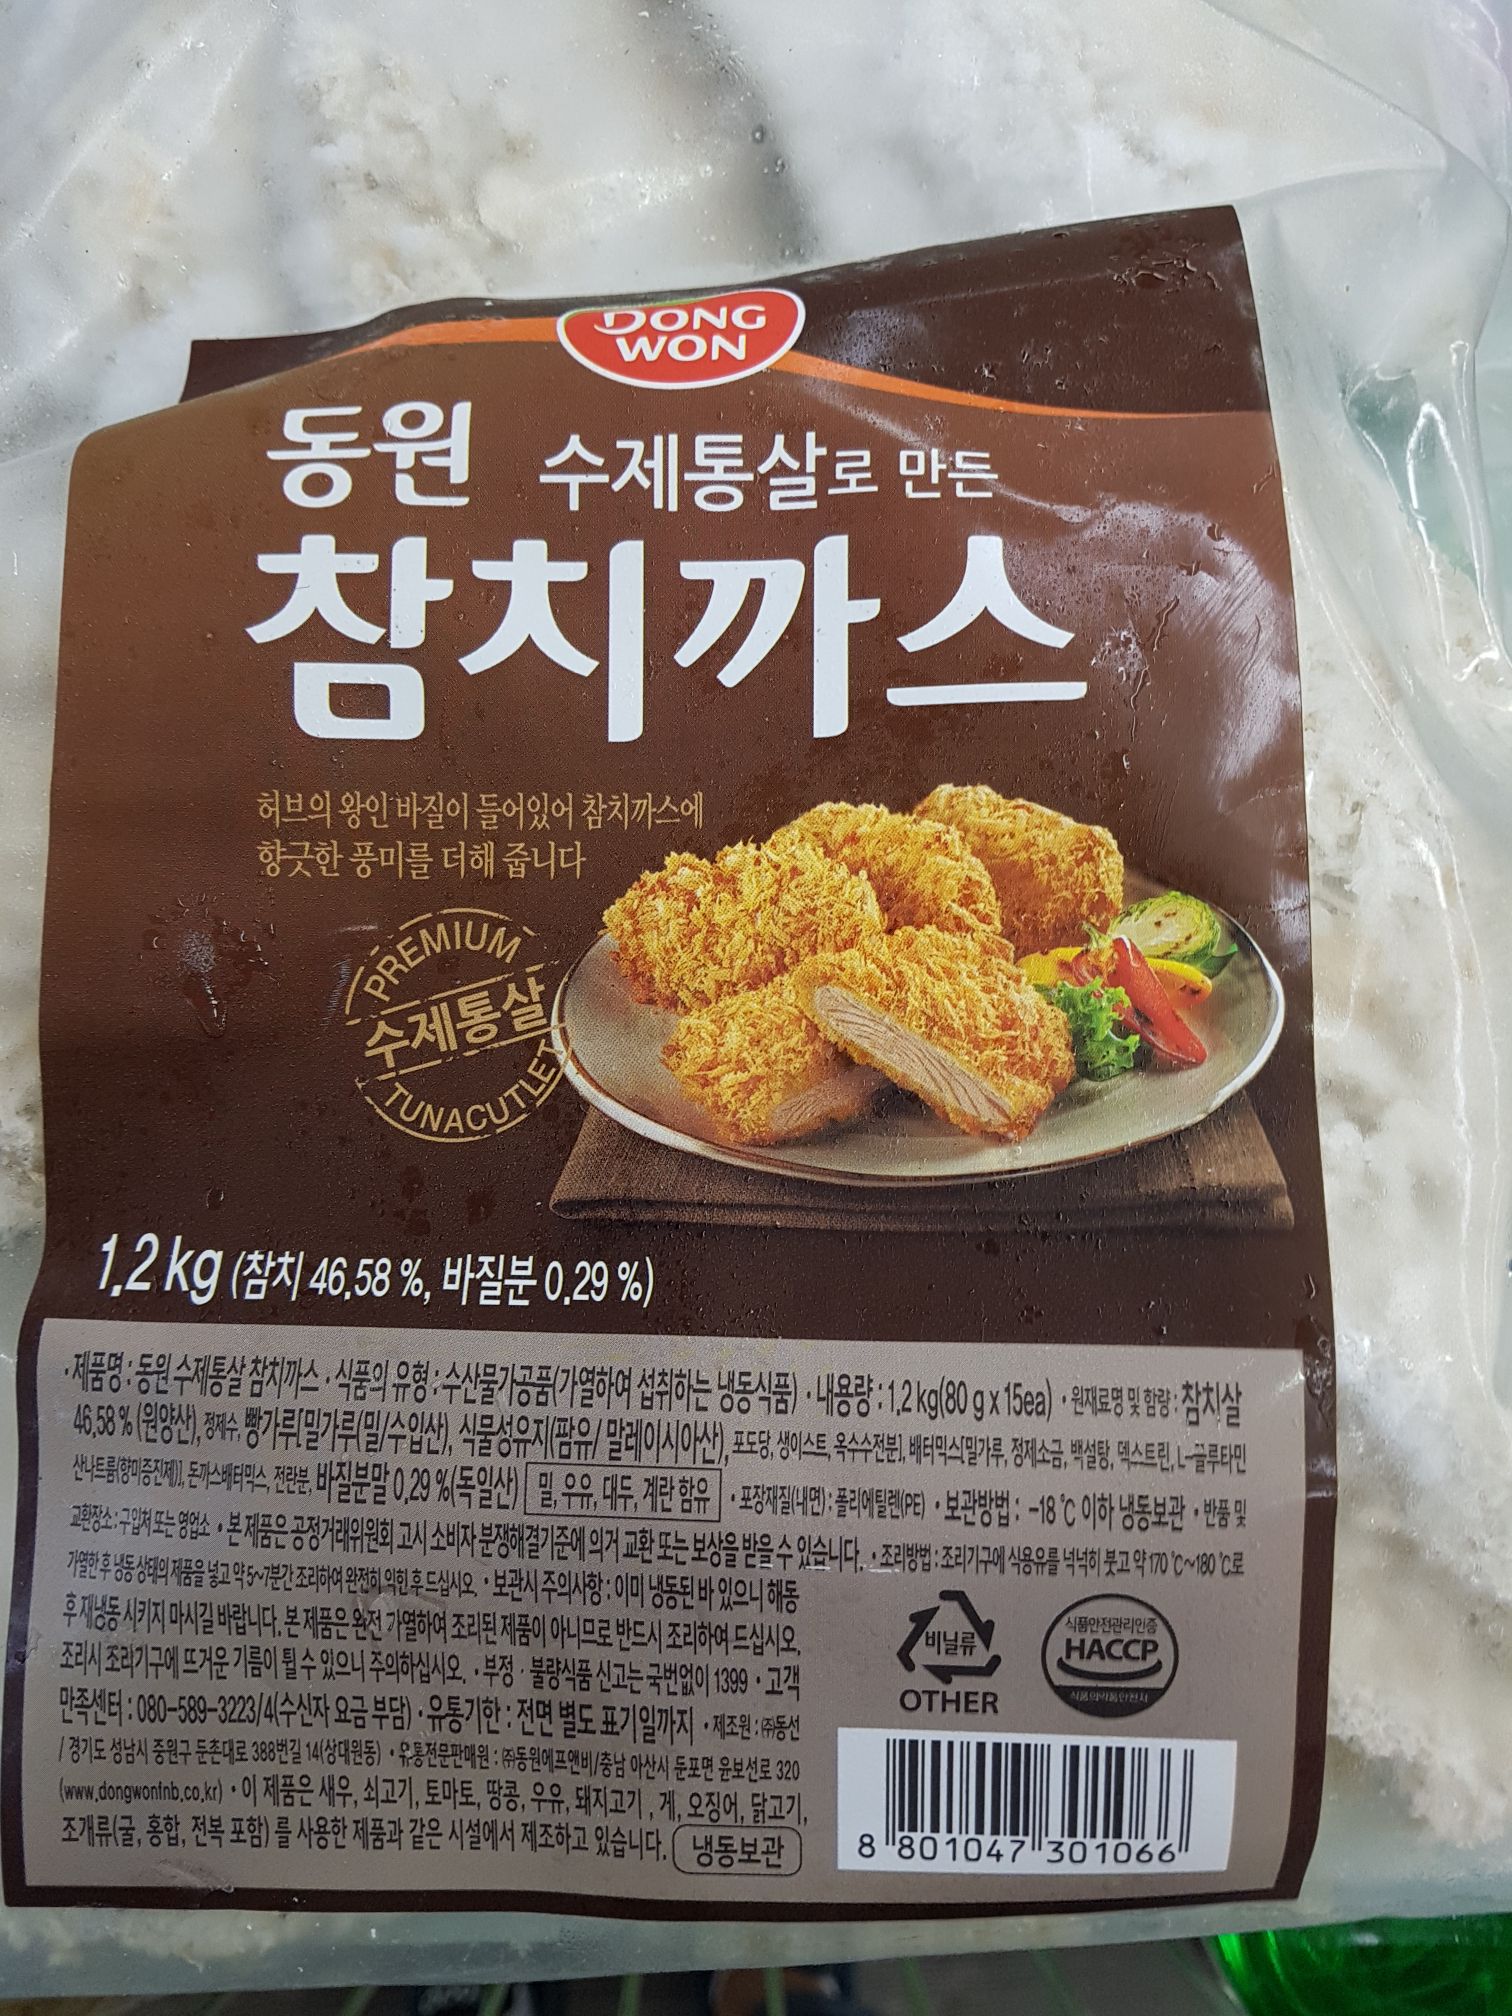 DONG
WON
동원 수제통살로 만든
참치까스
허브의 왕인 바질이 들어있어 참치까스에
향긋한 풍미를 더해 줍니다
PREMIUM
수제통살
TUNACUTLET
1.2 kg (참치 46.58 %, 바질분 0.29 %)
· 제품명 : 동원 수제통살 참치까스 · 식품의 유형 : 수산물가공품(가열하여 섭취하는 냉동식품) · 내용량 : 1.2 kg(80 g x 15ea) · 원재료명 및 함량 : 참치살
46.58 % (원양산), 정제수, 빵가루[밀가루(밀/수입산), 식물성유지(팜유/ 말레이시아산), 포도당, 생이스트, 옥수수전분], 배터믹스[밀가루, 정제소금, 백설탕, 덱스트린, L-글루타민
산나트륨(향미증진제)], 돈까스배터믹스, 전란분, 바질분말 0.29 %(독일산) 밀, 우유, 대두, 계란 함유 · 포장재질(내면) : 폴리에틸렌(PE) · 보관방법 : -18 ℃ 이하 냉동보관 · 반품 및
교환장소 : 구입처 또는 영업소 · 본 제품은 공정거래위원회 고시 소비자 분쟁해결기준에 의거 교환 또는 보상을 받을 수 있습니다. · 조리방법 : 조리기구에 식용유를 넉넉히 붓고 약 170 ℃~180 ℃로
가열한 후 냉동 상태의 제품을 넣고 약 5~7분간 조리하여 완전히 익힌 후 드십시오. · 보관시 주의사항 : 이미 냉동된 바 있으니 해동
후 재냉동 시키지 마시길 바랍니다. 본 제품은 완전 가열하여 조리된 제품이 아니므로 반드시 조리하여 드십시오.
조리시 조리기구에 뜨거운 기름이 튈 수 있으니 주의하십시오. · 부정 · 불량식품 신고는 국번없이 1399 · 고객
만족센터 : 080-589-3223/4(수신자 요금 부담) · 유통기한 : 전면 별도 표기일까지 · 제조원 : ㈜동선
/ 경기도 성남시 중원구 둔촌대로 388번길 14(상대원동) · 유통전문판매원 : ㈜동원에프앤비/충남 아산시 둔포면 윤보선로 320
(www.dongwonfnb.co.kr) · 이 제품은 새우, 쇠고기, 토마토, 땅콩, 우유, 돼지고기 , 게, 오징어, 닭고기,
조개류(굴, 홍합, 전복 포함) 를 사용한 제품과 같은 시설에서 제조하고 있습니다. 냉동보관
비닐류
OTHER
식품안전관리인증
HACCP
식품의약품안전처
8 801047 301066